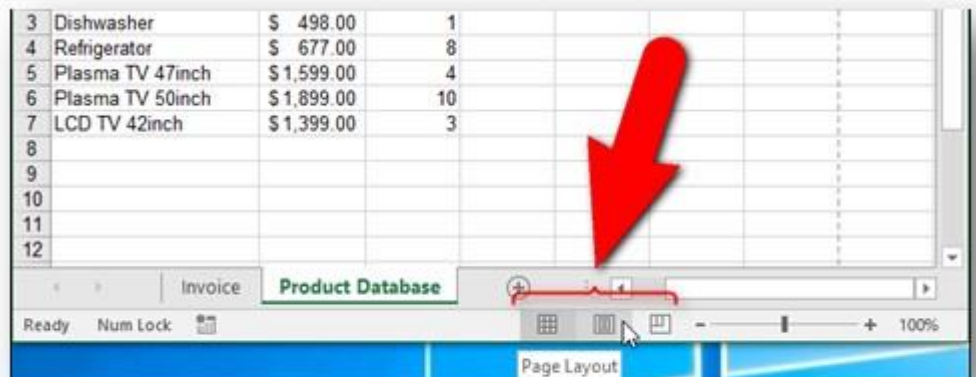 3 Dishwasher $ 498.00 1
4 Refrigerator $ 677.00 8
5 Plasma TV 47inch $1,599.00 4
6 Plasma TV 50inch $1,899.00 10
7 LCD TV 42inch $1,399.00 3
8
9
10
11
12
Invoice Product Database
Ready Num Lock 100%
Page Layout